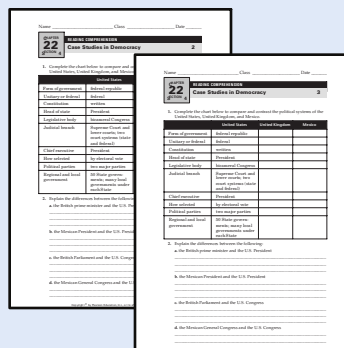 Name Class Date
CHAPTER
22
SECTION 4
READING COMPREHENSION
Case Studies in Democracy 2
1. Complete the chart below to compare and
United States, United Kingdom, and Mexico
United States
Form of government federal republic
Unitary or federal federal
Constitution written
Head of state President
Legislative body bicameral Congress
Judicial branch Supreme Court and
lower courts; two
court systems (state
and federal)
Chief executive President
How selected by electoral vote
Political parties two major parties
Regional and local 50 State govern-
government ments; many local
governments under
each State
2. Explain the differences between the following:
a. the British prime minister and the U.S.
b. the Mexican President and the U.S.
c. the British Parliament and the U.S.
d. the Mexican General Congress and the
Name Class Date
CHAPTER
22
SECTION 4
READING COMPREHENSION
Case Studies in Democracy 3
1. Complete the chart below to compare and contrast the political systems of the
United States, United Kingdom, and Mexico.
United States United Kingdom Mexico
Form of government federal republic
Unitary or federal federal
Constitution written
Head of state President
Legislative body bicameral Congress
Judicial branch Supreme Court and
lower courts; two
court systems (state
and federal)
Chief executive President
How selected by electoral vote
Political parties two major parties
Regional and local 50 State govern-
government ments; many local
governments under
each State
2. Explain the differences between the following:
a. the British prime minister and the U.S. President
b. the Mexican President and the U.S. President
c. the British Parliament and the U.S. Congress
d. the Mexican General Congress and the U.S. Congress